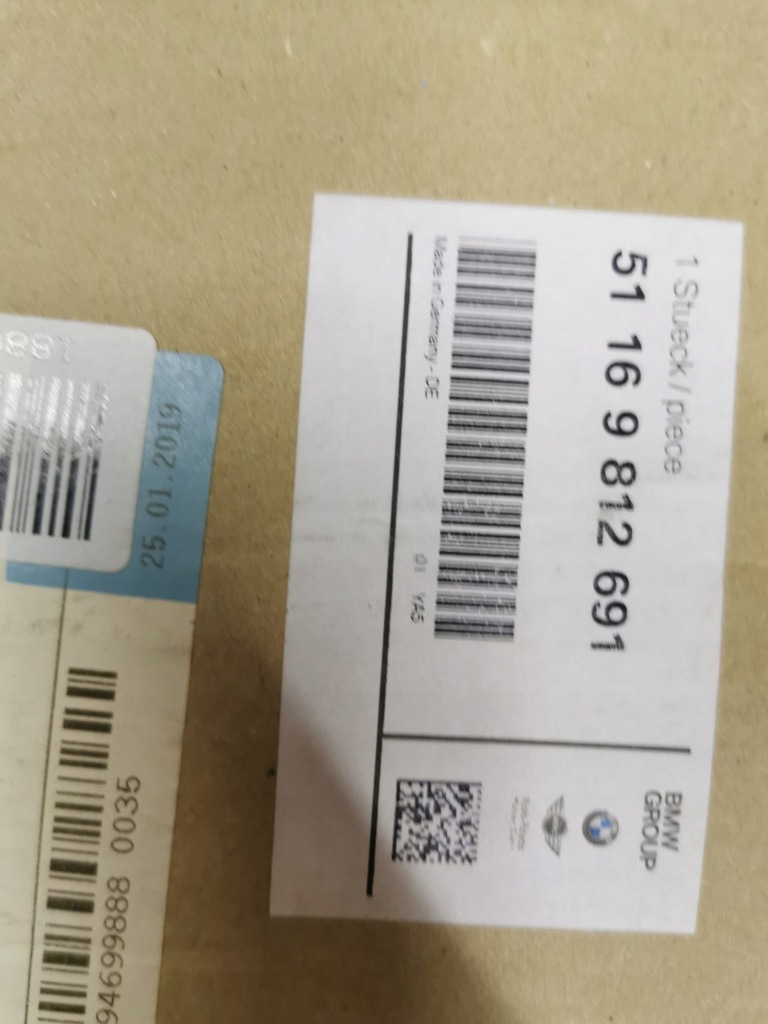 1 Stueck / piece
51 16 9 812 691
Made in Germany - DE
01 YA5
BMW
GROUP
25.01.2019
94699888 0035